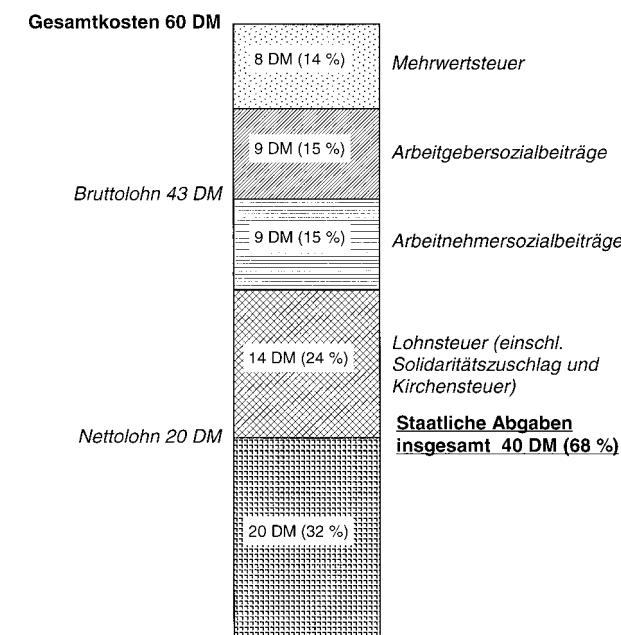 Gesamtkosten 60 DM
8 DM (14 %)
Mehrwertsteuer
9 DM (15 %)
Arbeitgebersozialbeiträge
Bruttolohn 43 DM
9 DM (15 %)
Arbeitnehmersozialbeiträge
14 DM (24 %)
Lohnsteuer (einschl.
Solidaritätszuschlag und
Kirchensteuer)
Nettolohn 20 DM
Staatliche Abgaben
insgesamt 40 DM (68 %)
20 DM (32 %)